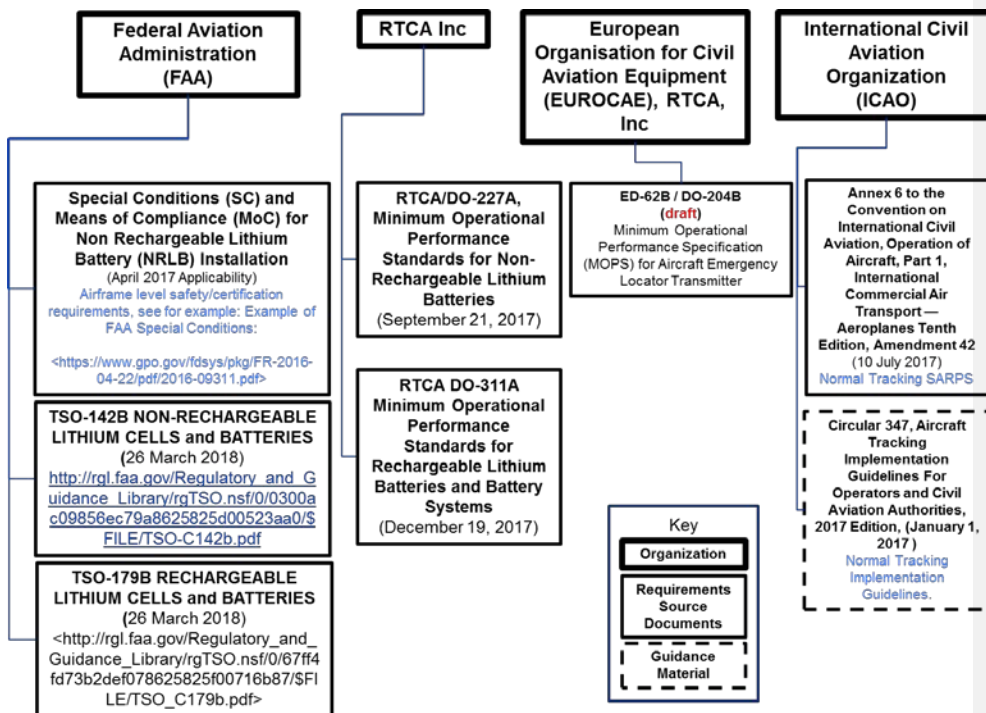 Federal Aviation
Administration
(FAA)
Special Conditions (SC) and
Means of Compliance (MoC) for
Non Rechargeable Lithium
Battery (NRLB) Installation
(April 2017 Applicability)
Airframe level safety/certification
requirements, see for example: Example of
FAA Special Conditions:
<https://www.gpo.gov/fdsys/pkg/FR-2016-
04-22/pdf/2016-09311.pdf>
TSO-142B NON-RECHARGEABLE
LITHIUM CELLS and BATTERIES
(26 March 2018)
http://rgl.faa.gov/Regulatory_and_G
uidance_Library/rgTSO.nsf/0/0300a
c09856ec79a8625825d00523aa0/$
FILE/TSO-C142b.pdf
TSO-179B RECHARGEABLE
LITHIUM CELLS and BATTERIES
(26 March 2018)
<http://rgl.faa.gov/Regulatory_and_
Guidance_Library/rgTSO.nsf/0/67ff4
fd73b2def078625825f00716b87/$FI
LE/TSO_C179b.pdf>
RTCA Inc
RTCA/DO-227A,
Minimum Operational
Performance
Standards for Non-
Rechargeable Lithium
Batteries
(September 21, 2017)
RTCA DO-311A
Minimum Operational
Performance
Standards for
Rechargeable Lithium
Batteries and Battery
Systems
(December 19, 2017)
European
Organisation for Civil
Aviation Equipment
(EUROCAE), RTCA,
Inc
ED-62B / DO-204B
(draft)
Minimum Operational
Performance Specification
(MOPS) for Aircraft Emergency
Locator Transmitter
International Civil
Aviation
Organization
(ICAO)
Annex 6 to the
Convention on
International Civil
Aviation, Operation of
Aircraft, Part 1,
International
Commercial Air
Transport —
Aeroplanes Tenth
Edition, Amendment 42
(10 July 2017)
Normal Tracking SARPS
Circular 347, Aircraft
Tracking
Implementation
Guidelines For
Operators and Civil
Aviation Authorities,
2017 Edition, (January 1,
2017 )
Normal Tracking
Implementation
Guidelines.
Key
Organization
Requirements
Source
Documents
Guidance
Material